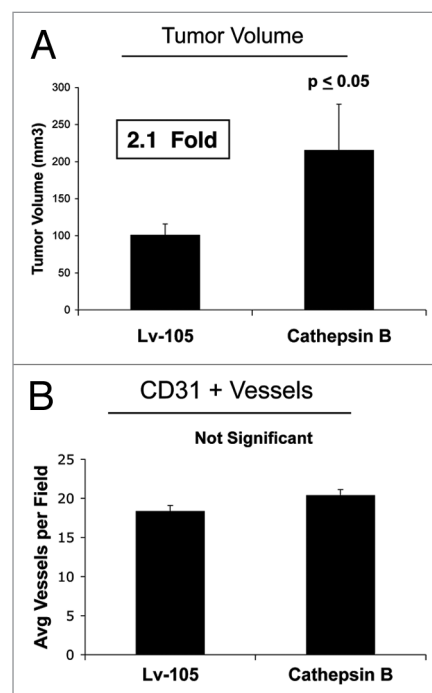 A
Tumor Volume
p ≤ 0.05
2.1 Fold
Tumor Volume (mm3)
300
250
200
150
100
50
0
Lv-105
Cathepsin B
B
CD31 + Vessels
Not Significant
Avg Vessels per Field
25
20
15
10
5
0
Lv-105
Cathepsin B